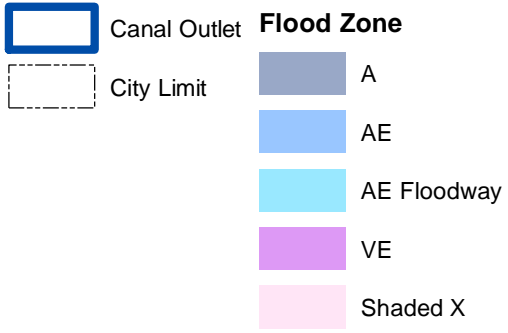 Canal Outlet
City Limit
Flood Zone
A
AE
AE Floodway
VE
Shaded X